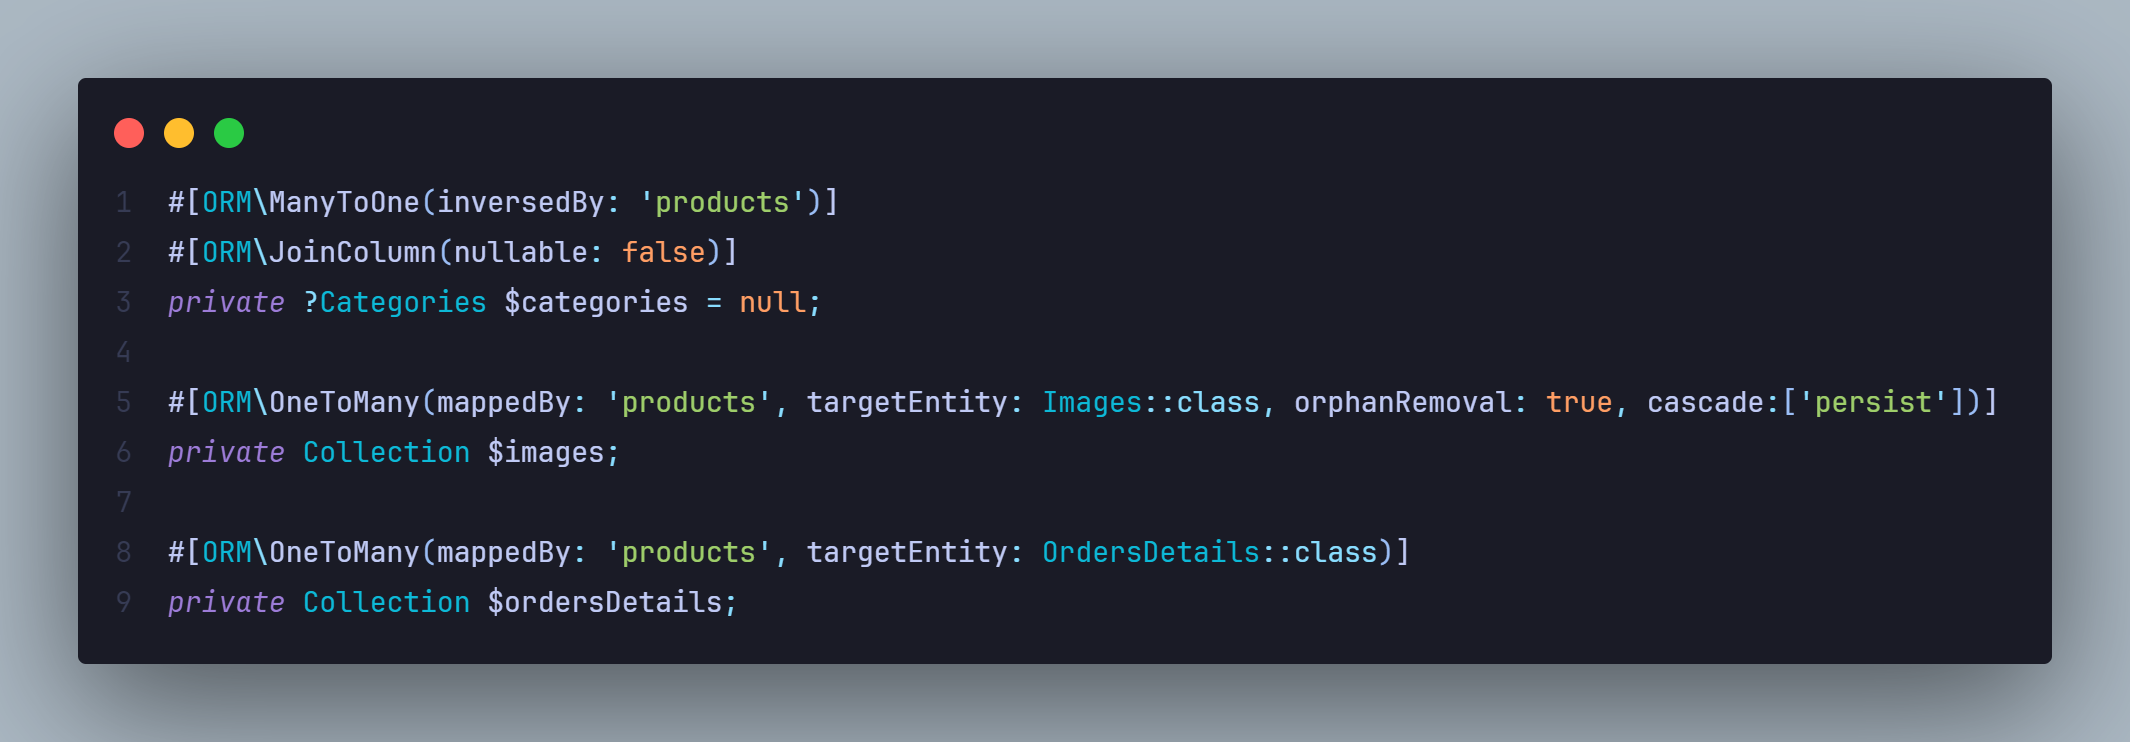 1 #[ORM\ManyToOne(inversedBy: 'products')]
2 #[ORM\JoinColumn(nullable: false)]
3 private ?Categories $categories = null;
4
5 #[ORM\OneToMany(mappedBy: 'products', targetEntity: Images::class, orphanRemoval: true, cascade:['persist'])]
6 private Collection $images;
7
8 #[ORM\OneToMany(mappedBy: 'products', targetEntity: OrdersDetails::class)]
9 private Collection $ordersDetails;